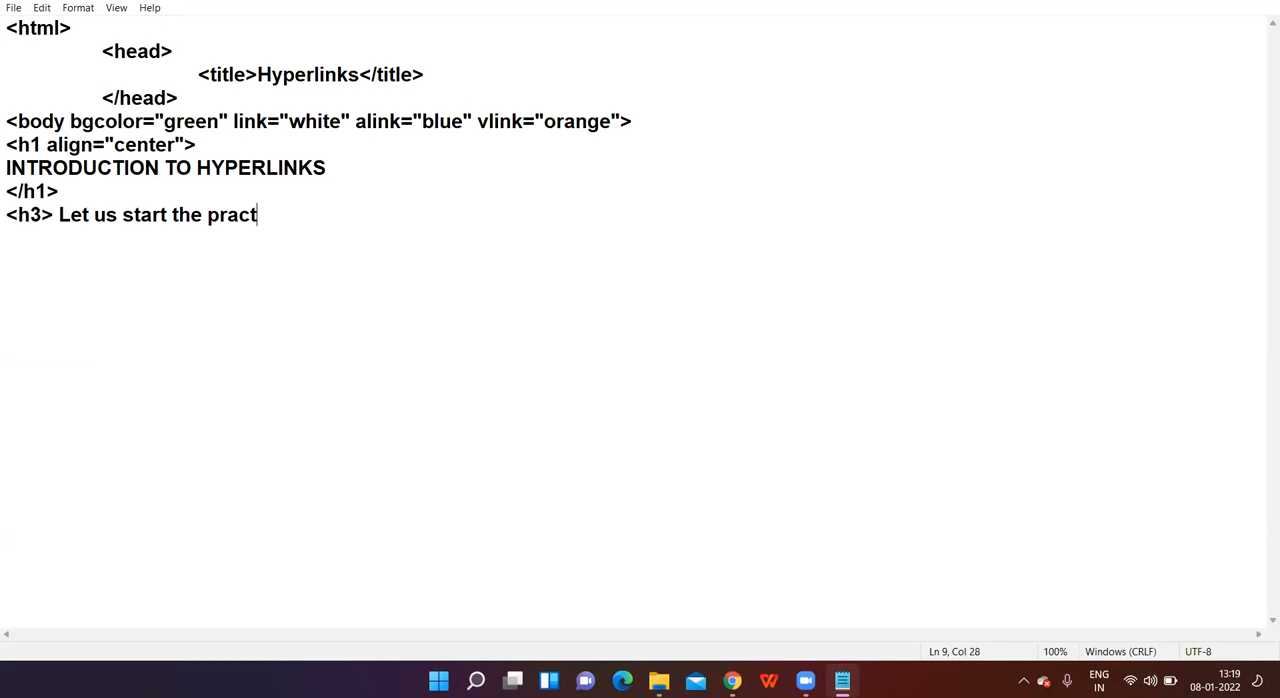 File Edit Format View Help
<html>
<head>
<title>Hyperlinks</title>
</head>
<body bgcolor="green" link="white" alink="blue" vlink="orange">
<h1 align="center">
INTRODUCTION TO HYPERLINKS
</h1>
<h3> Let us start the pract
Ln 9, Col 28 100% Windows (CRLF) UTF-8
ENG 13:19
IN 08-01-2022